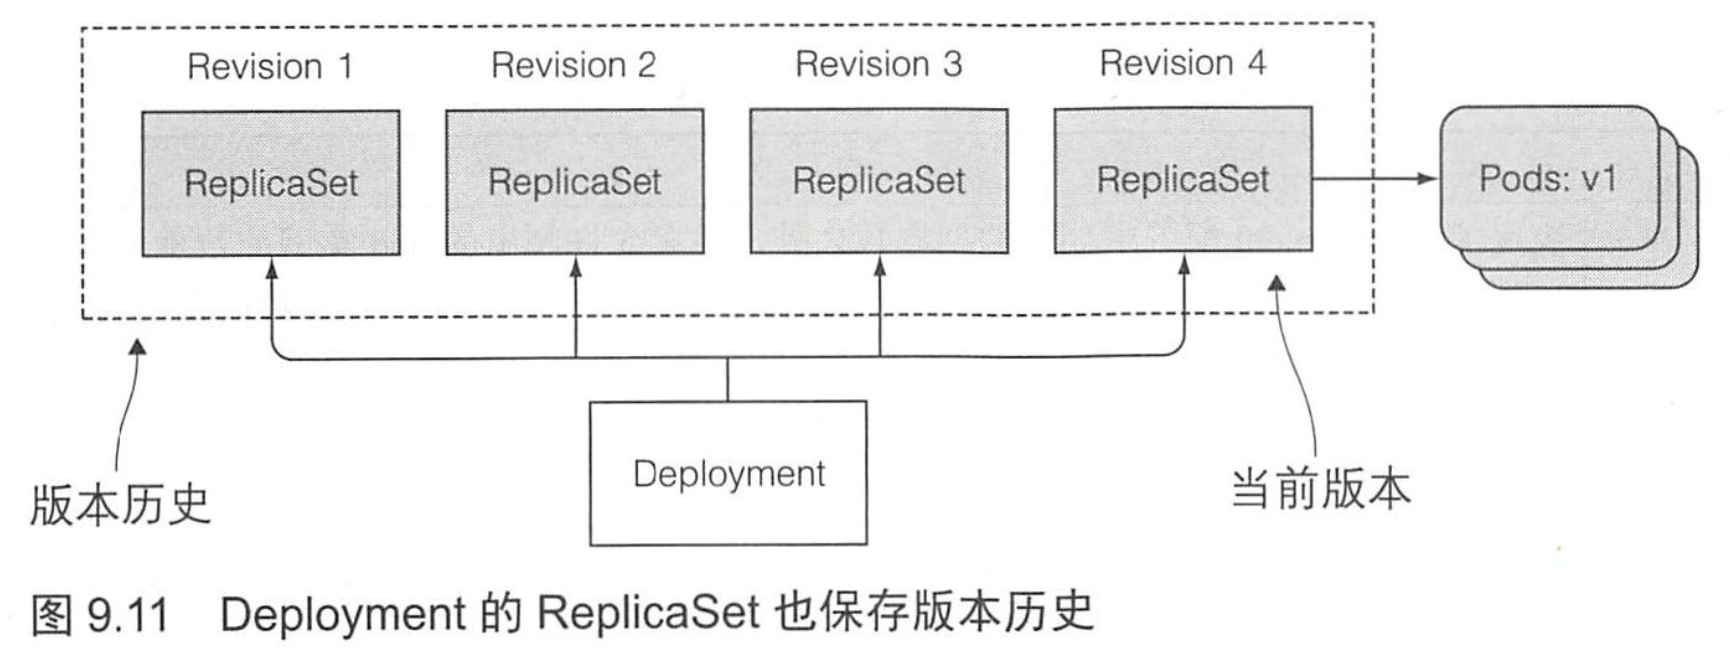 Revision 1
Revision 2
Revision 3
Revision 4
ReplicaSet
ReplicaSet
ReplicaSet
ReplicaSet
Pods: v1
Deployment
版本历史
当前版本
图 9.11 Deployment 的 ReplicaSet 也保存版本历史